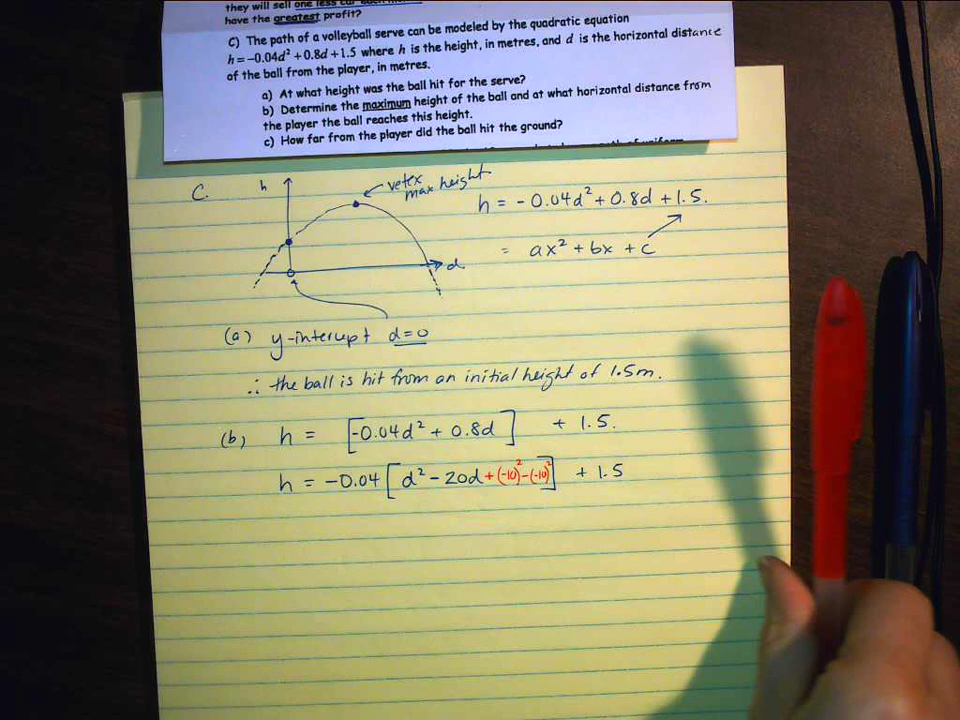 they will sell one less car each
have the greatest profit?
C) The path of a volleyball serve can be modeled by the quadratic equation
h=-0.04d² +0.8d +1.5 where h is the height, in metres, and d is the horizontal distance
of the ball from the player, in metres.
a) At what height was the ball hit for the serve?
b) Determine the maximum height of the ball and at what horizontal distance from
the player the ball reaches this height.
c) How far from the player did the ball hit the ground?
C.
h
vetex
max height
d
h = - 0.04d² + 0.8d + 1.5.
= ax² + bx + c
(a) y-intercept d=0
∴ the ball is hit from an initial height of 1.5m.
(b) h = [-0.04d² + 0.8d] + 1.5.
h = -0.04 [d² - 20d + (-10)² - (-10)²] + 1.5